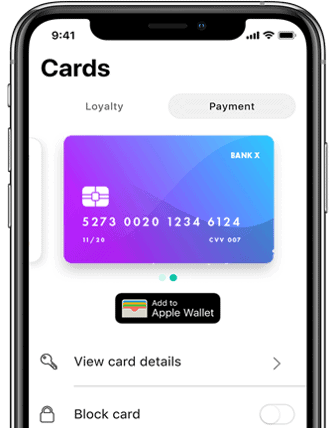 9:41
Cards
Loyalty
Payment
BANK X
5273 0020 1234 6124
11/20
CVV 007
Add to
Apple Wallet
View card details
Block card